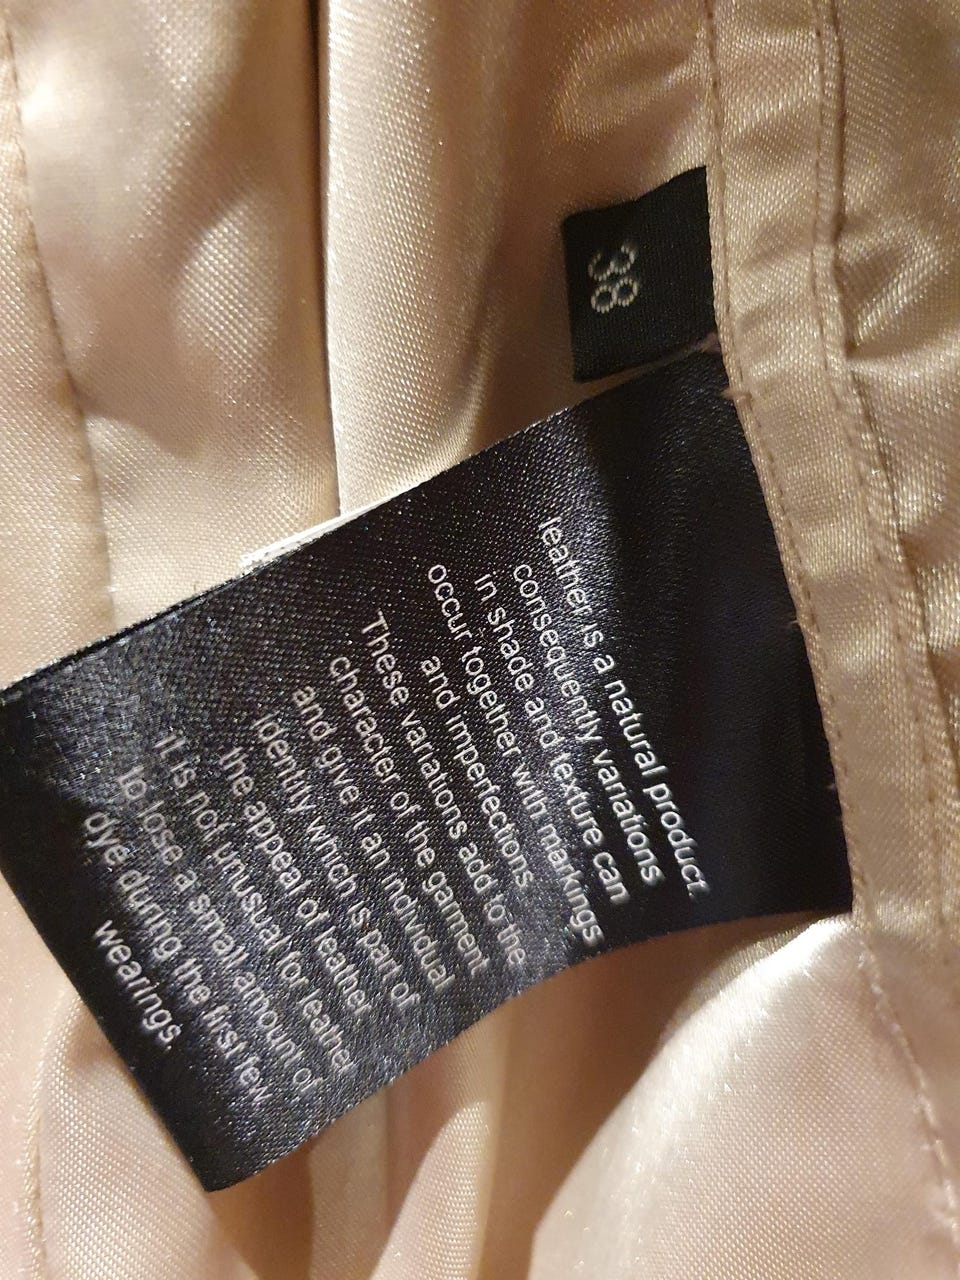 38
leather is a natural product.
consequently variations
in shade and texture can
occur together with markings
and imperfections.
These variations add to the
character of the garment
and give it an individual
identity which is part of
the appeal of leather
it is not unusual for leather
to lose a small amount of
dye during the first few
wearings.